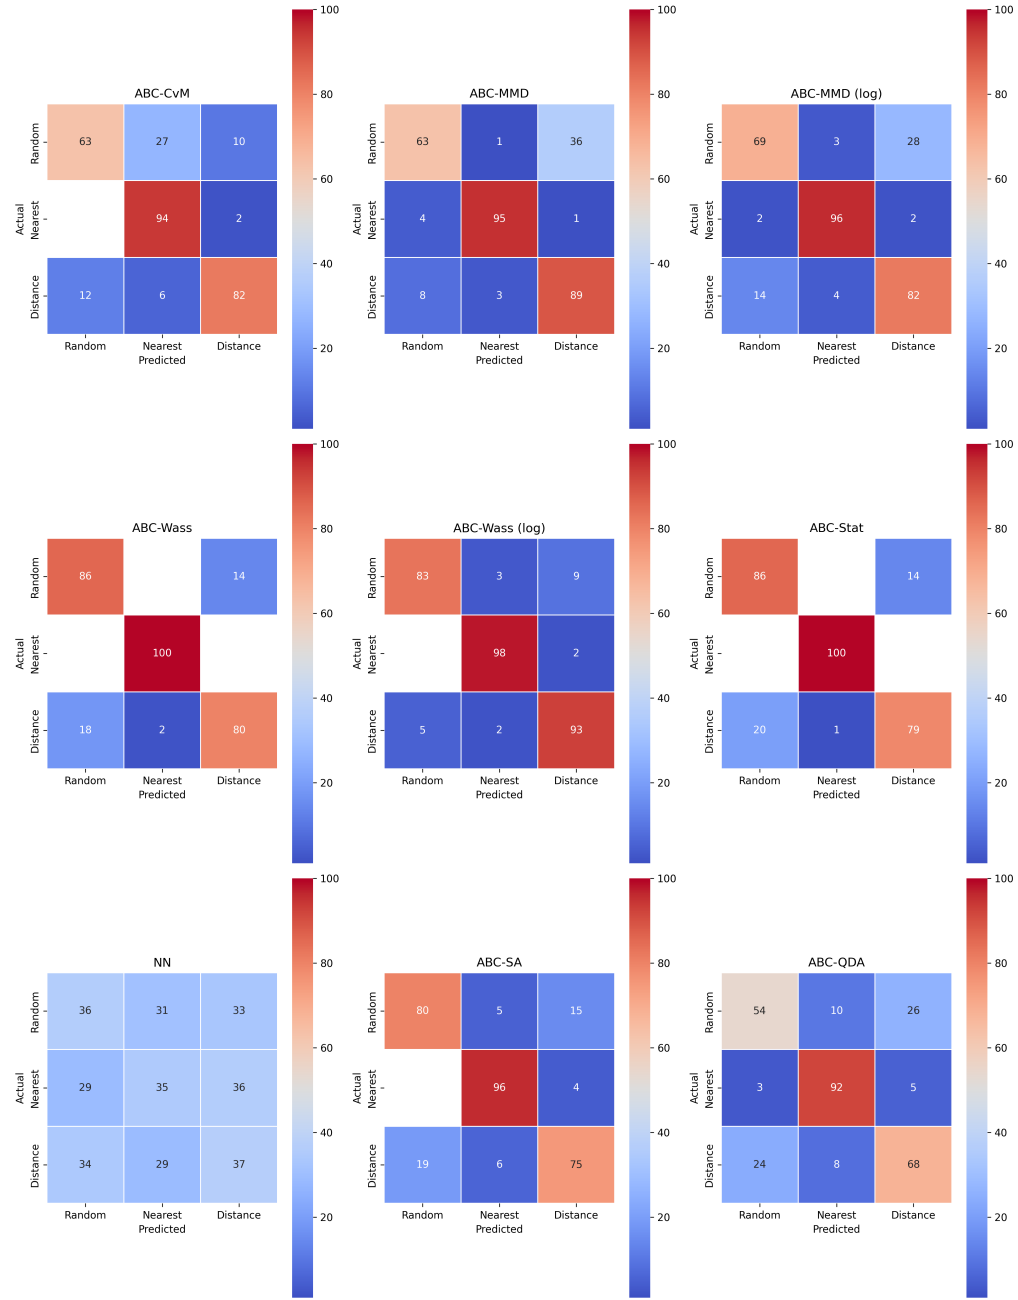 ABC-CvM
Actual
Random
Nearest
Distance
63 27 10
94 2
12 6 82
Random Nearest Distance
Predicted
100
80
60
40
20
ABC-MMD
Actual
Random
Nearest
Distance
63 1 36
4 95 1
8 3 89
Random Nearest Distance
Predicted
100
80
60
40
20
ABC-MMD (log)
Actual
Random
Nearest
Distance
69 3 28
2 96 2
14 4 82
Random Nearest Distance
Predicted
100
80
60
40
20
ABC-Wass
Actual
Random
Nearest
Distance
86 14
100
18 2 80
Random Nearest Distance
Predicted
100
80
60
40
20
ABC-Wass (log)
Actual
Random
Nearest
Distance
83 3 9
98 2
5 2 93
Random Nearest Distance
Predicted
100
80
60
40
20
ABC-Stat
Actual
Random
Nearest
Distance
86 14
100
20 1 79
Random Nearest Distance
Predicted
100
80
60
40
20
NN
Actual
Random
Nearest
Distance
36 31 33
29 35 36
34 29 37
Random Nearest Distance
Predicted
100
80
60
40
20
ABC-SA
Actual
Random
Nearest
Distance
80 5 15
96 4
19 6 75
Random Nearest Distance
Predicted
100
80
60
40
20
ABC-QDA
Actual
Random
Nearest
Distance
54 10 26
3 92 5
24 8 68
Random Nearest Distance
Predicted
100
80
60
40
20